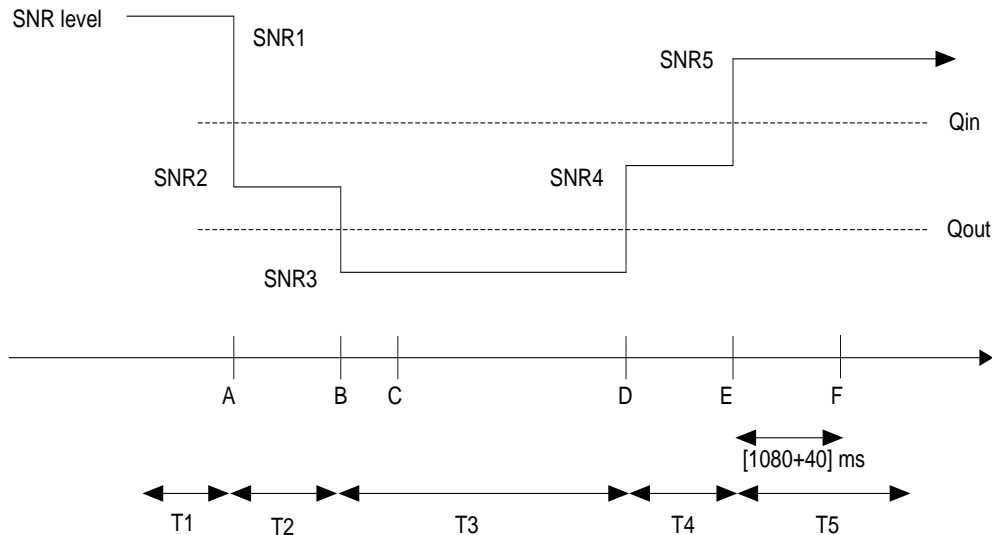 SNR level
SNR1
SNR5
Qin
SNR2
SNR4
Qout
SNR3
A
B
C
D
E
F
[1080+40] ms
T1
T2
T3
T4
T5